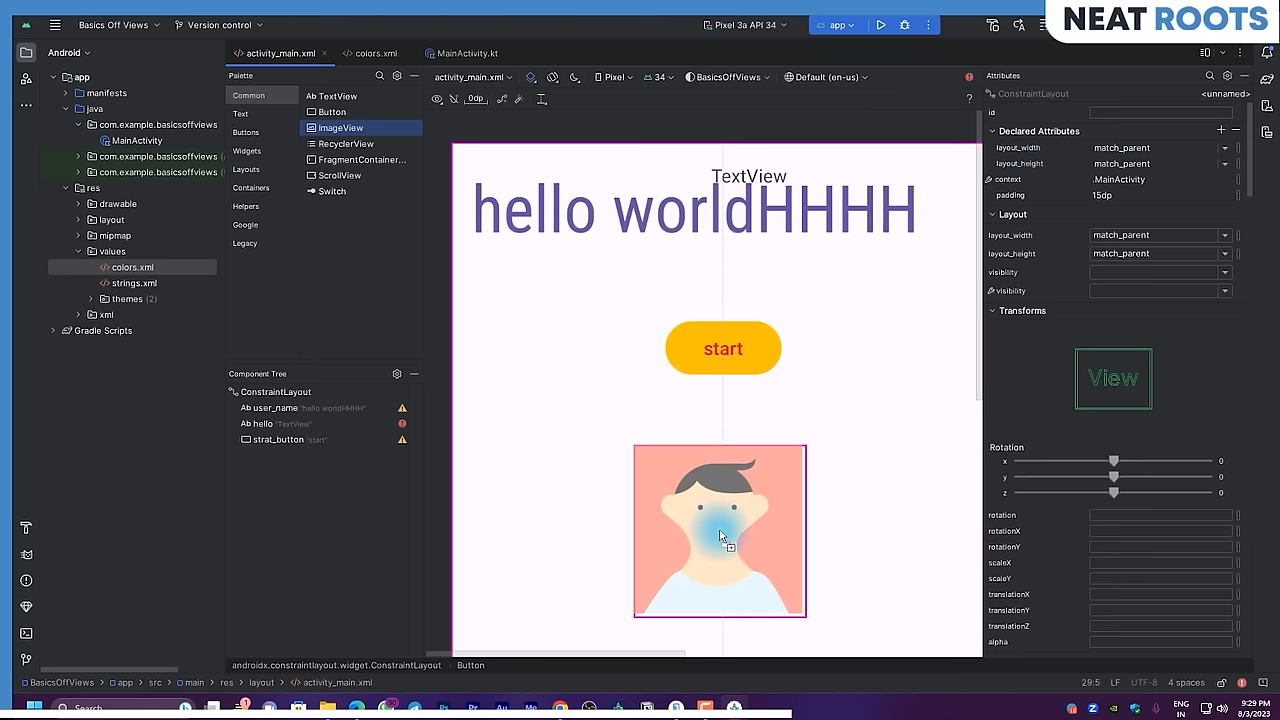 NEAT ROOTS
Basics Off Views
Version control
Pixel 3a API 34
app
Android
activity_main.xml
colors.xml
MainActivity.kt
app
manifests
java
com.example.basicsoffviews
MainActivity
com.example.basicsoffviews
com.example.basicsoffviews
res
drawable
layout
mipmap
values
colors.xml
strings.xml
themes (2)
xml
Gradle Scripts
Palette
Common
Text
Buttons
Widgets
Layouts
Containers
Helpers
Google
Legacy
Ab TextView
Button
ImageView
RecyclerView
FragmentContainer...
ScrollView
Switch
Component Tree
ConstraintLayout
Ab user_name "hello worldHHHH"
Ab hello "TextView"
strat_button "start"
activity_main.xml
Pixel
34
BasicsOffViews
Default (en-us)
0dp
?
TextView
hello worldHHHH
start
Attributes
ConstraintLayout <unnamed>
id
Declared Attributes
layout_width match_parent
layout_height match_parent
context .MainActivity
padding 15dp
Layout
layout_width match_parent
layout_height match_parent
visibility
visibility
Transforms
View
Rotation
x 0
y 0
z 0
rotation
rotationX
rotationY
scaleX
scaleY
translationX
translationY
translationZ
alpha
androidx.constraintlayout.widget.ConstraintLayout > Button
BasicsOffViews > app > src > main > res > layout > activity_main.xml
29:5 LF UTF-8 4 spaces
Search
ENG
IN
9:29 PM
8/3/2023